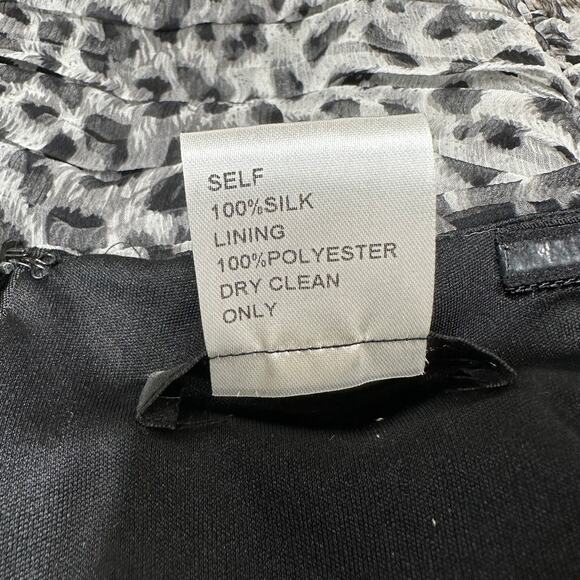 SELF
100%SILK
LINING
100%POLYESTER
DRY CLEAN
ONLY